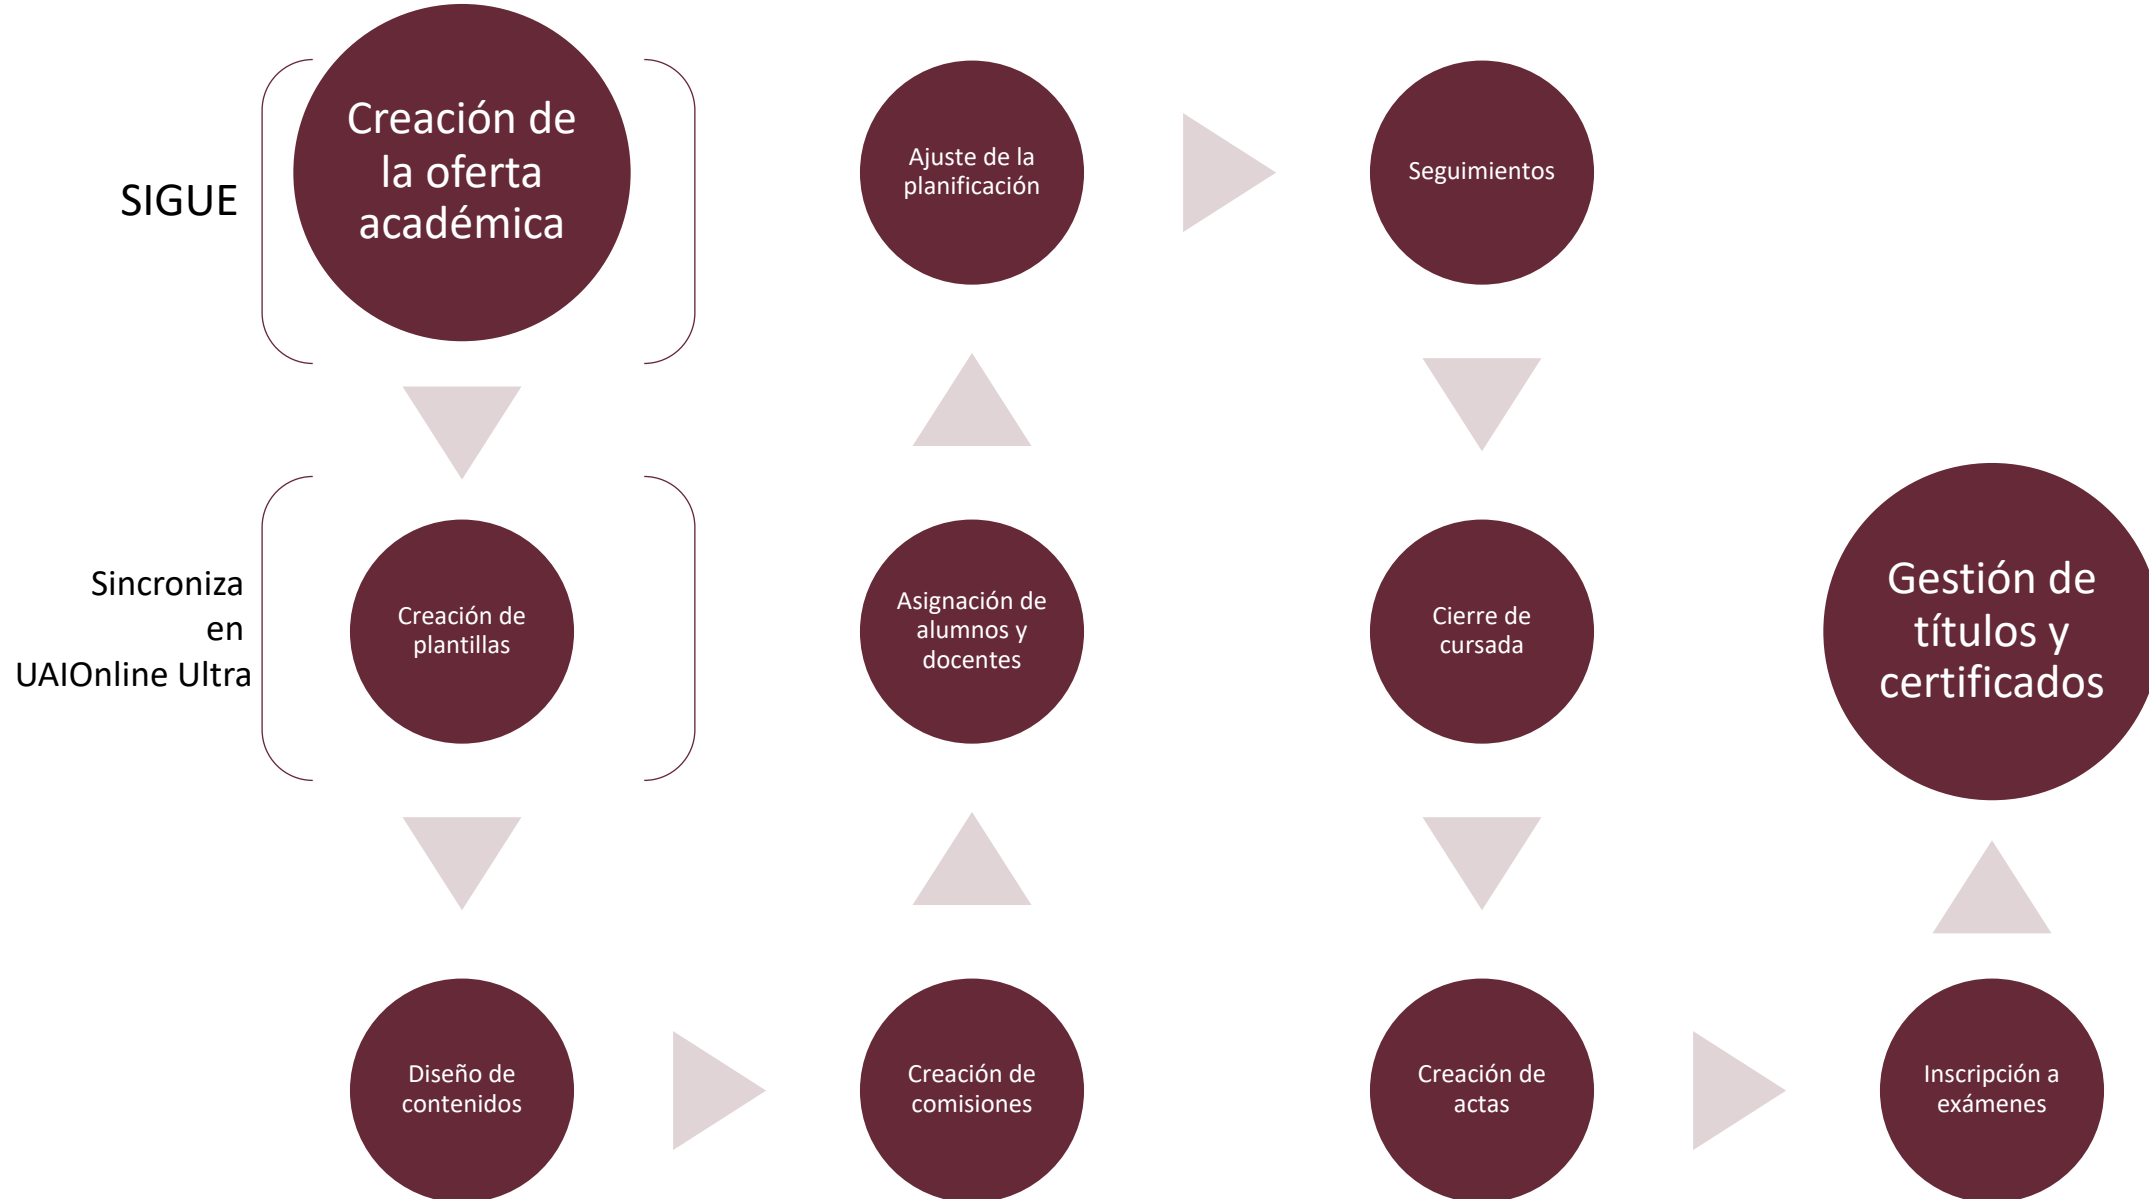 SIGUE
Creación de
la oferta
académica
Sincroniza
en
UAIOnline Ultra
Creación de
plantillas
Diseño de
contenidos
Creación de
comisiones
Asignación de
alumnos y
docentes
Ajuste de la
planificación
Seguimientos
Cierre de
cursada
Creación de
actas
Inscripción a
exámenes
Gestión de
títulos y
certificados